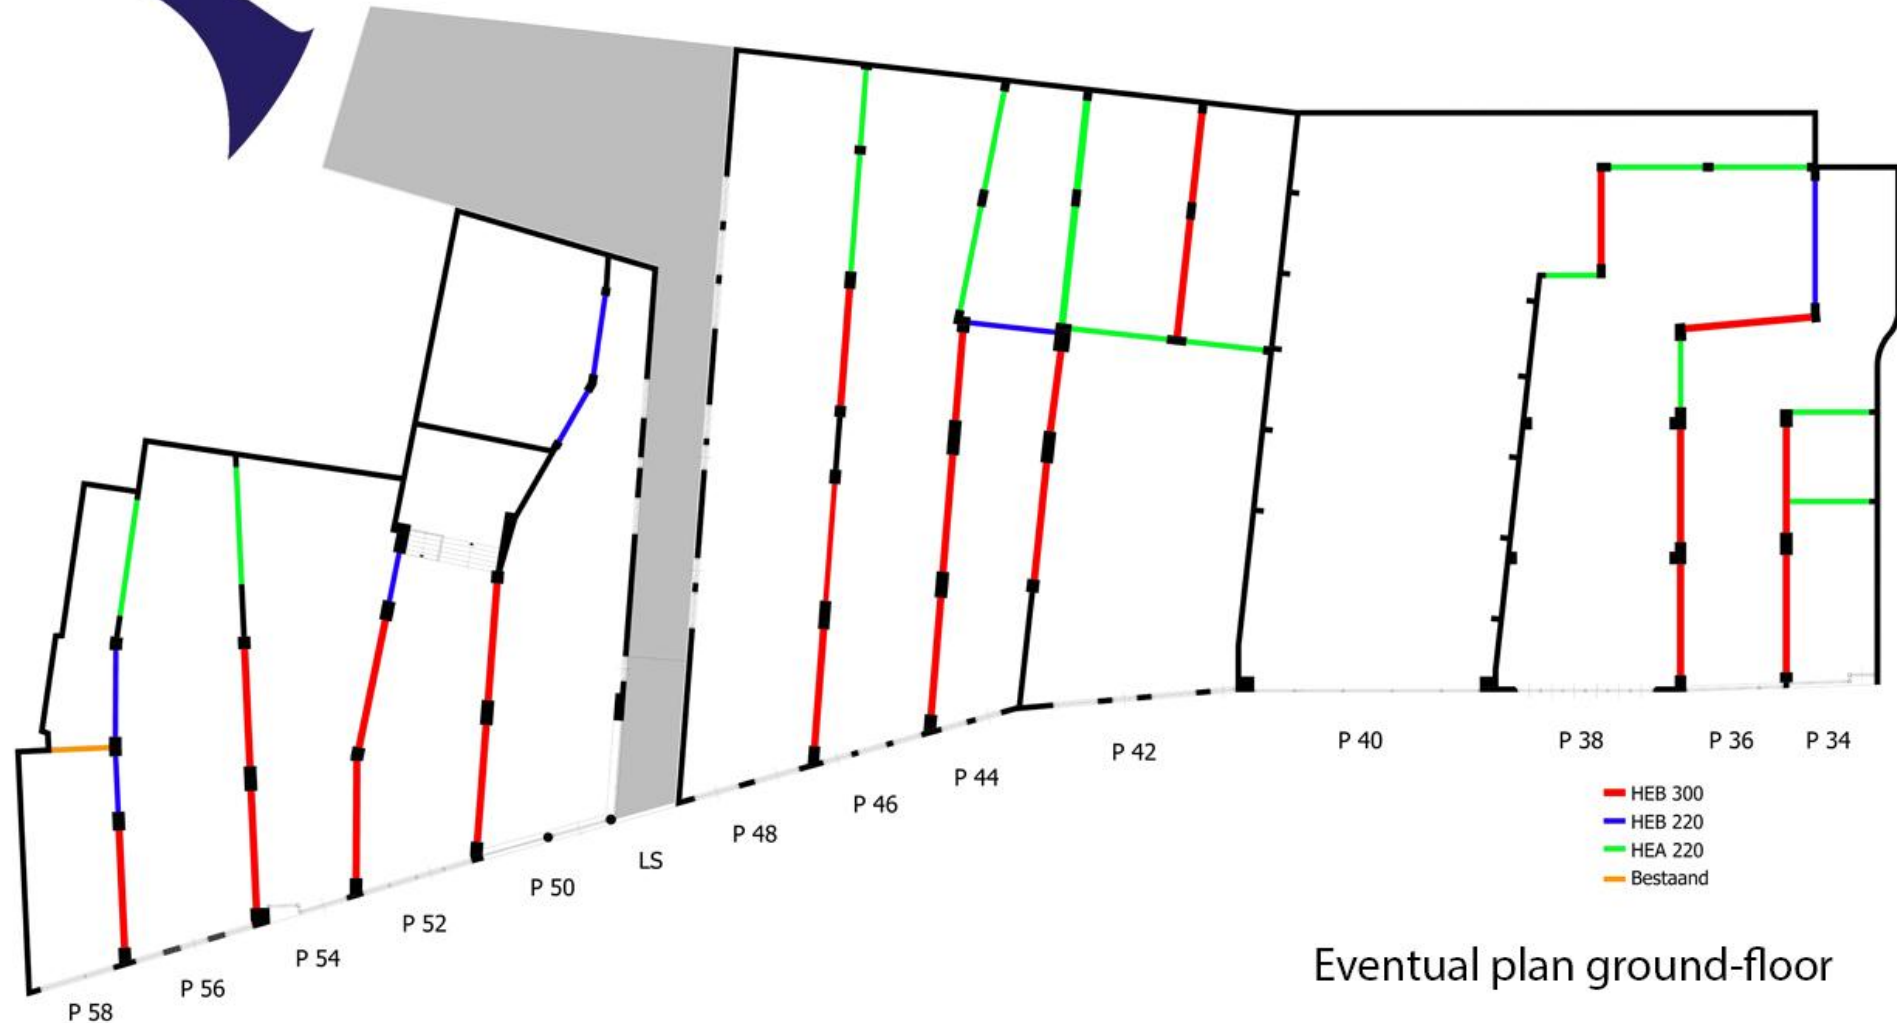 P 42
P 40
P 38
P 36
P 34
P 44
P 46
P 48
LS
P 50
P 52
P 54
P 56
P 58
HEB 300
HEB 220
HEA 220
Bestaand
Eventual plan ground-floor